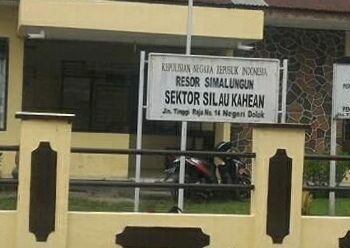 KEPOLISIAN NEGARA REPUBLIK INDONESIA
RESOR SIMALUNGUN
SEKTOR SILAU KAHEAN
Jln. Tinggi Raja No. 14 Negeri Dolok